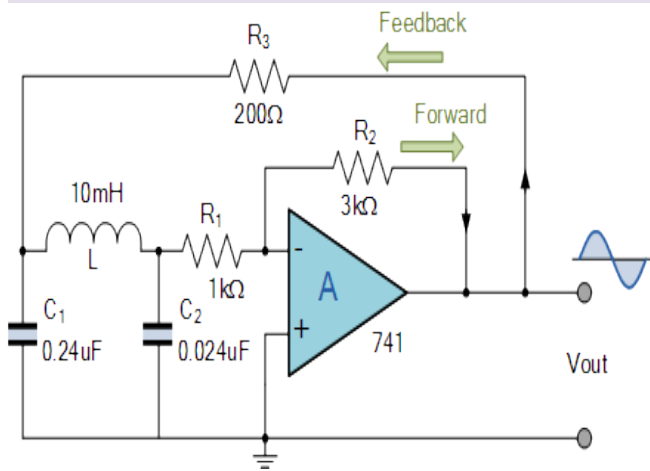 Feedback
R3
200Ω
Forward
R2
3kΩ
10mH
L
R1
1kΩ
-
A
+
741
C1
0.24uF
C2
0.024uF
Vout